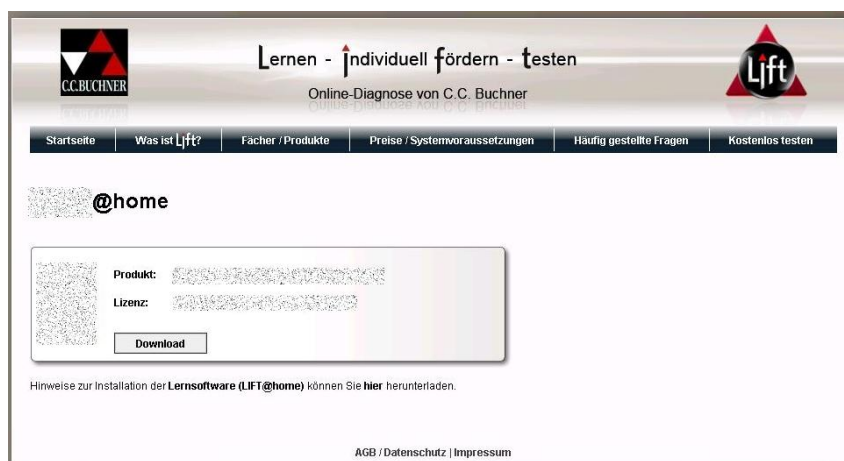 C.C.BUCHNER
Lernen - individuell fördern - testen
Online-Diagnose von C.C. Buchner
Lift
Startseite Was ist Lift? Fächer / Produkte Preise / Systemvoraussetzungen Häufig gestellte Fragen Kostenlos testen
@home
Produkt:
Lizenz:
Download
Hinweise zur Installation der Lernsoftware (LIFT@home) können Sie hier herunterladen.
AGB / Datenschutz | Impressum